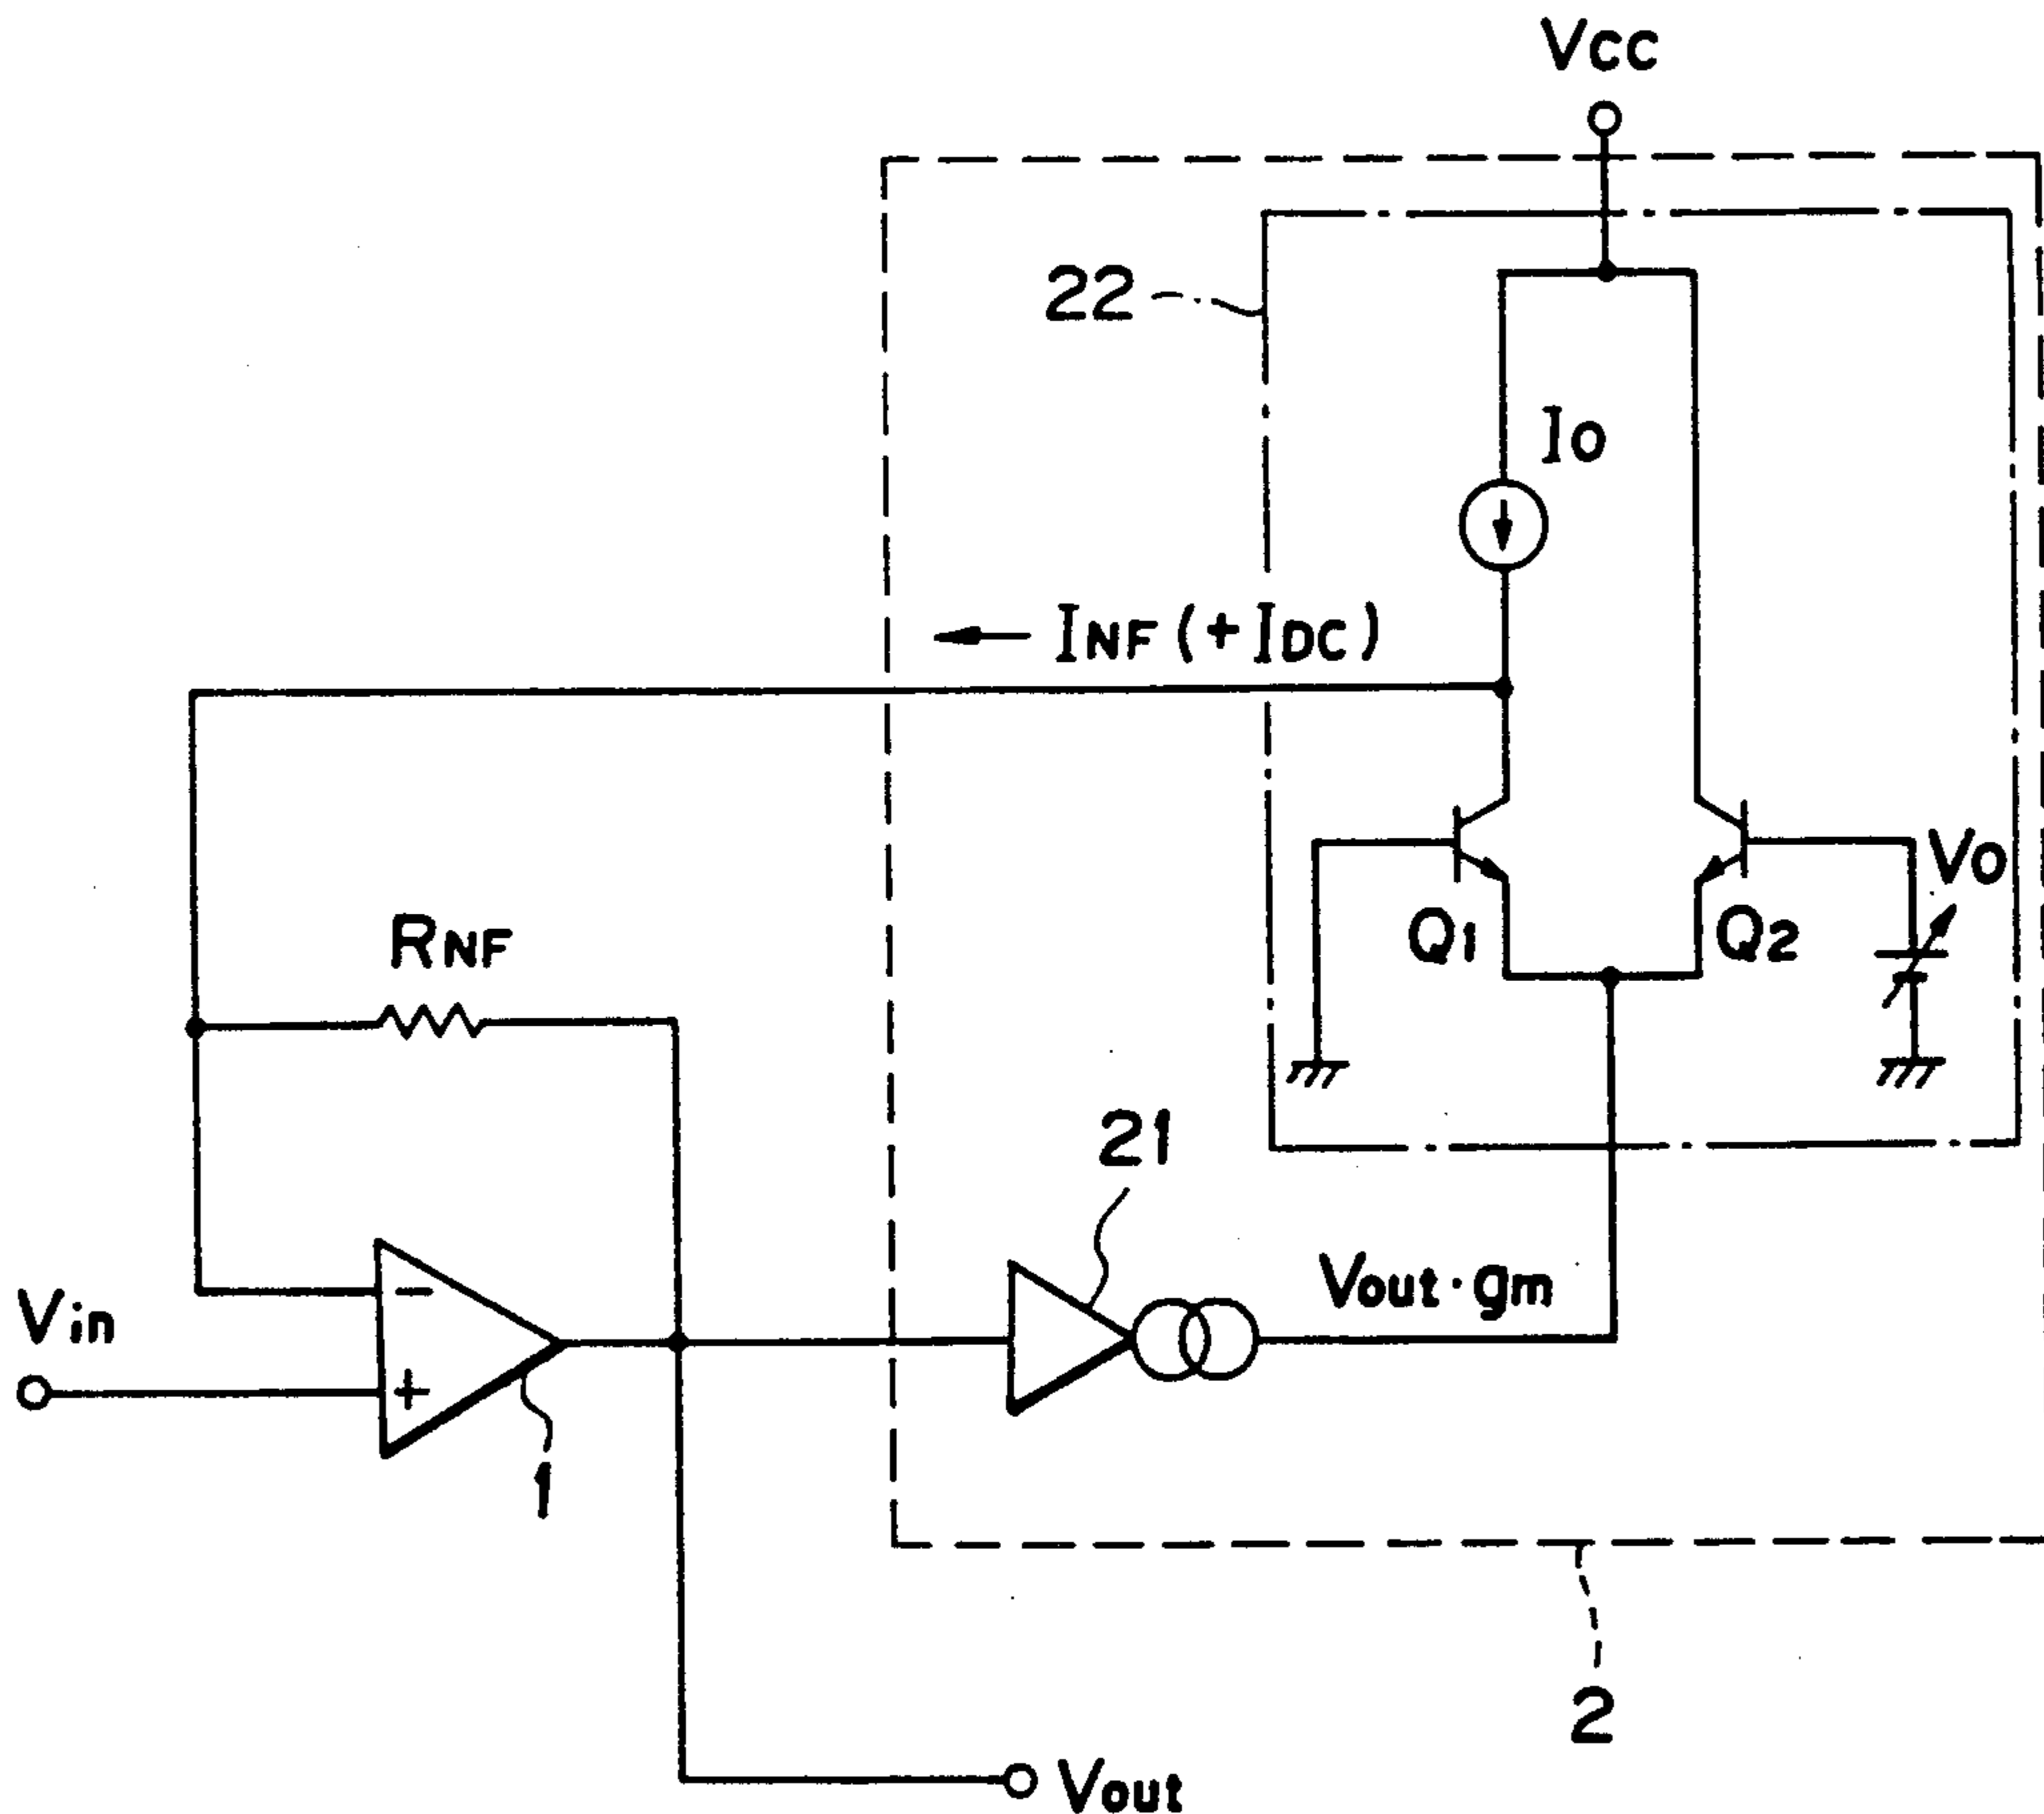 Vcc
22
Io
INF (+IDC)
Vo
Q1
Q2
RNF
21
Vout·gm
Vin
−
+
1
2
Vout